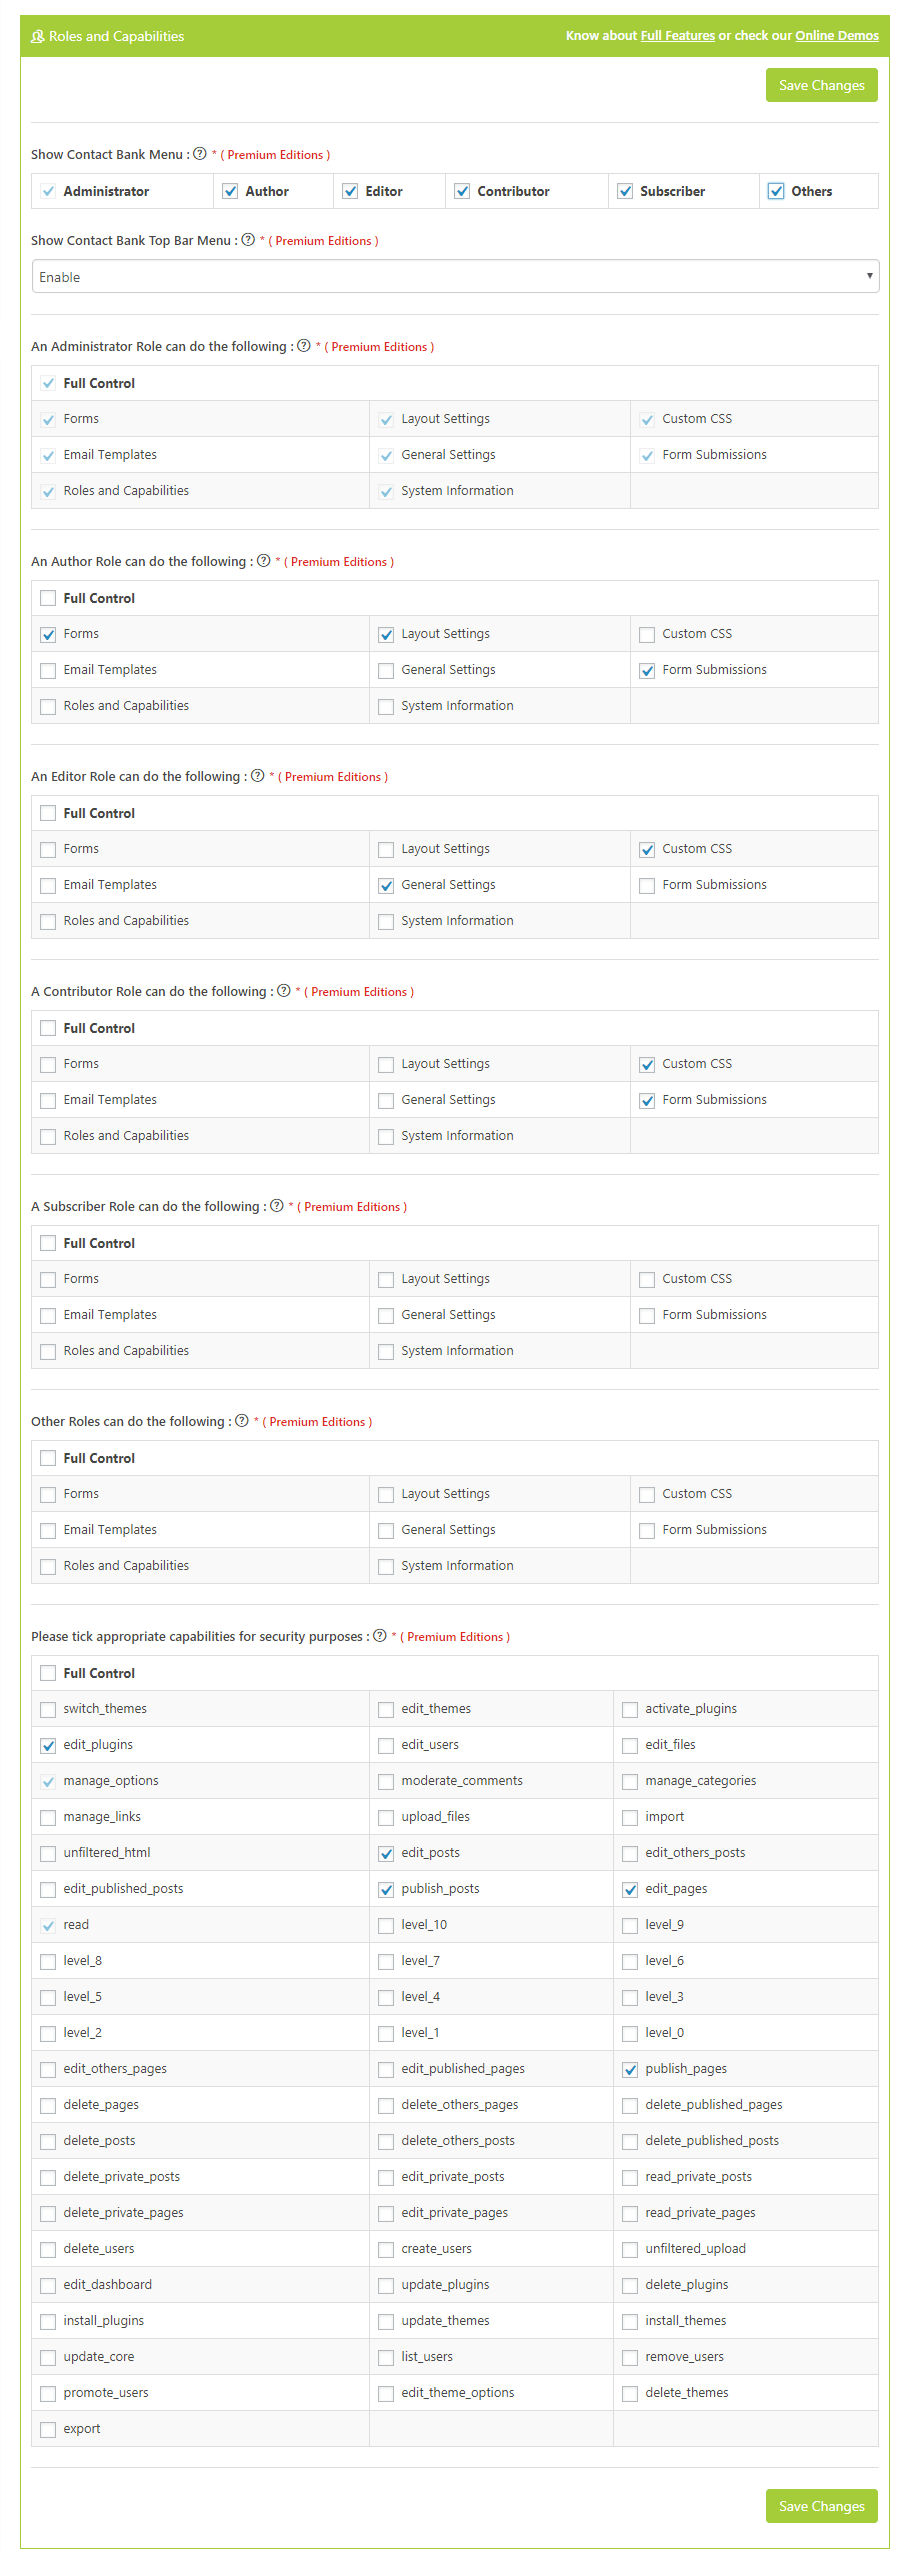 Roles and Capabilities Know about Full Features or check our Online Demos
Save Changes
Show Contact Bank Menu : * ( Premium Editions )
Administrator Author Editor Contributor Subscriber Others
Show Contact Bank Top Bar Menu : * ( Premium Editions )
Enable
An Administrator Role can do the following : * ( Premium Editions )
Full Control
Forms Layout Settings Custom CSS
Email Templates General Settings Form Submissions
Roles and Capabilities System Information
An Author Role can do the following : * ( Premium Editions )
Full Control
Forms Layout Settings Custom CSS
Email Templates General Settings Form Submissions
Roles and Capabilities System Information
An Editor Role can do the following : * ( Premium Editions )
Full Control
Forms Layout Settings Custom CSS
Email Templates General Settings Form Submissions
Roles and Capabilities System Information
A Contributor Role can do the following : * ( Premium Editions )
Full Control
Forms Layout Settings Custom CSS
Email Templates General Settings Form Submissions
Roles and Capabilities System Information
A Subscriber Role can do the following : * ( Premium Editions )
Full Control
Forms Layout Settings Custom CSS
Email Templates General Settings Form Submissions
Roles and Capabilities System Information
Other Roles can do the following : * ( Premium Editions )
Full Control
Forms Layout Settings Custom CSS
Email Templates General Settings Form Submissions
Roles and Capabilities System Information
Please tick appropriate capabilities for security purposes : * ( Premium Editions )
Full Control
switch_themes edit_themes activate_plugins
edit_plugins edit_users edit_files
manage_options moderate_comments manage_categories
manage_links upload_files import
unfiltered_html edit_posts edit_others_posts
edit_published_posts publish_posts edit_pages
read level_10 level_9
level_8 level_7 level_6
level_5 level_4 level_3
level_2 level_1 level_0
edit_others_pages edit_published_pages publish_pages
delete_pages delete_others_pages delete_published_pages
delete_posts delete_others_posts delete_published_posts
delete_private_posts edit_private_posts read_private_posts
delete_private_pages edit_private_pages read_private_pages
delete_users create_users unfiltered_upload
edit_dashboard update_plugins delete_plugins
install_plugins update_themes install_themes
update_core list_users remove_users
promote_users edit_theme_options delete_themes
export
Save Changes